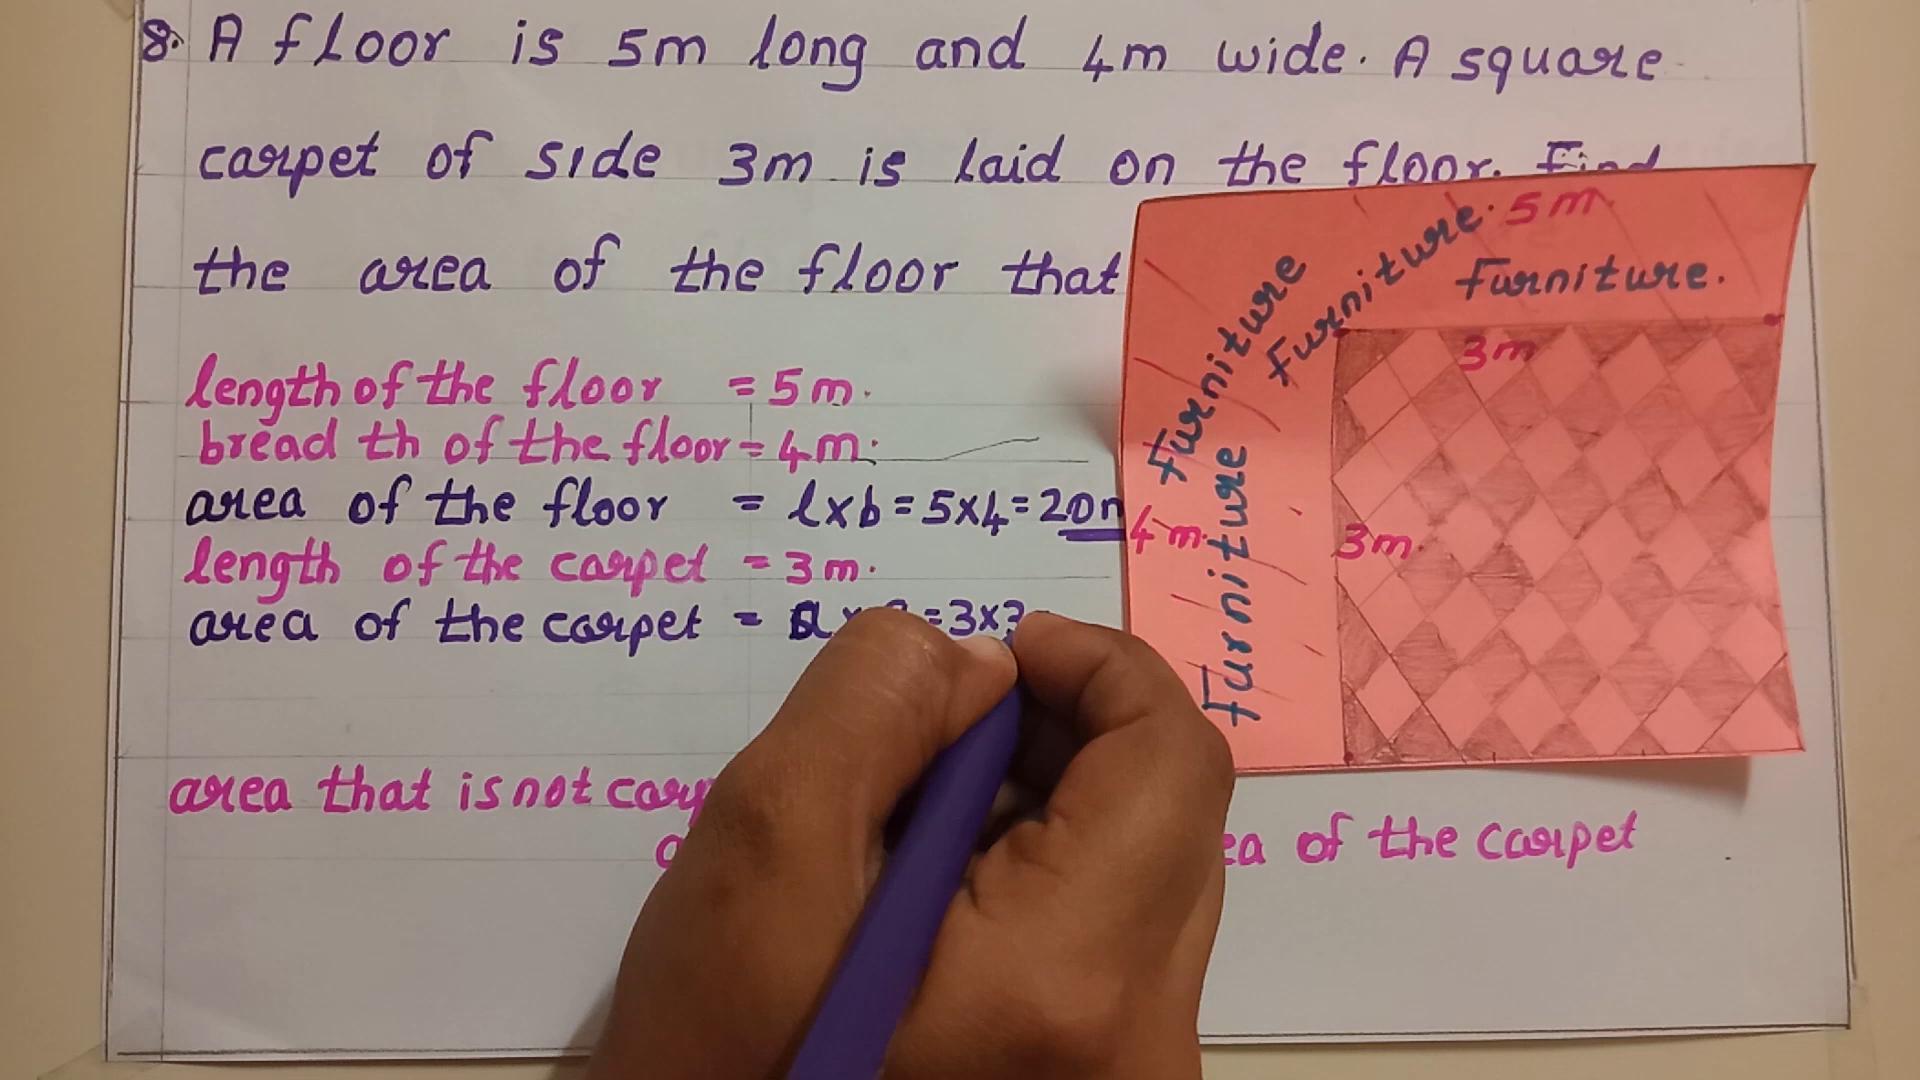 8. A floor is 5m long and 4m wide. A square
carpet of side 3m is laid on the floor. Find
the area of the floor that
length of the floor = 5m.
breadth of the floor = 4m.
area of the floor = l×b = 5×4 = 20m
length of the carpet = 3m.
area of the carpet = a × = 3×3
area that is not
area of the carpet
5m
Furniture.
Furniture.
Furniture
Furniture
3m
4m.
3m.